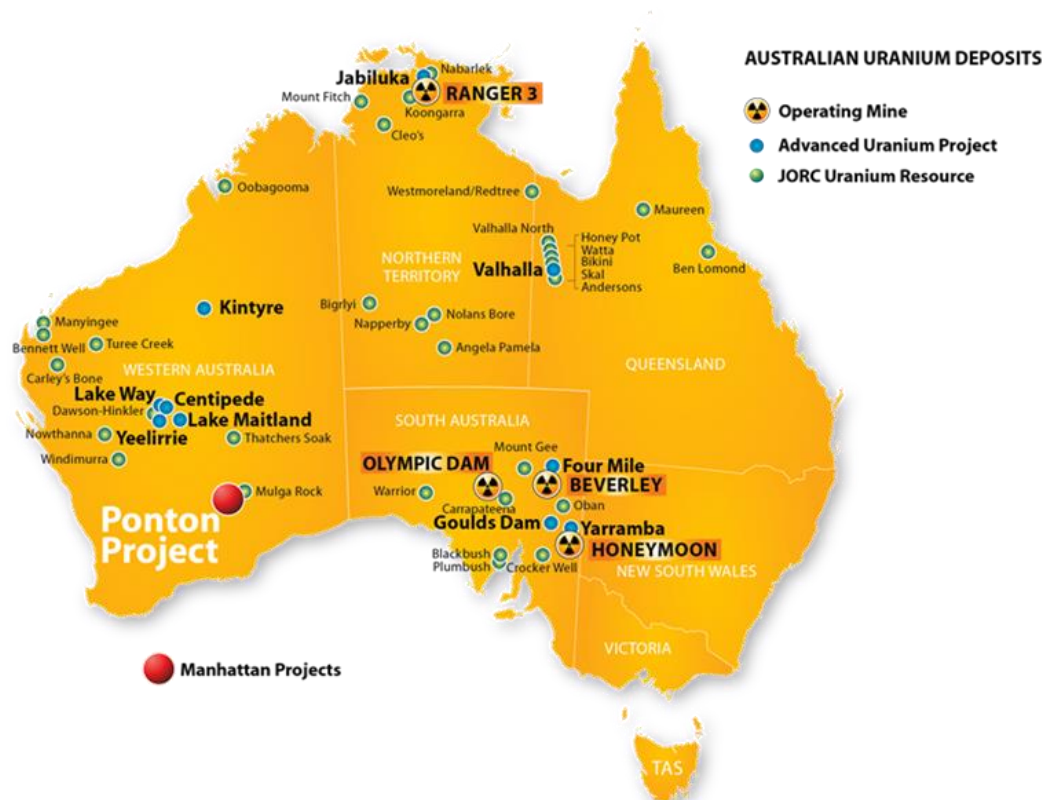 AUSTRALIAN URANIUM DEPOSITS
Operating Mine
Advanced Uranium Project
JORC Uranium Resource
Nabarlek
Jabiluka
RANGER 3
Mount Fitch
Koongarra
Cleo's
Oobagooma
Westmoreland/Redtree
Maureen
Valhalla North
Honey Pot
Watta
Bikini
Skal
Andersons
Valhalla
Ben Lomond
NORTHERN
TERRITORY
Kintyre
Bigrlyi
Nolans Bore
Napperby
Angela Pamela
Manyingee
Bennett Well
Turee Creek
Carley's Bone
WESTERN AUSTRALIA
QUEENSLAND
Lake Way
Centipede
Dawson-Hinkler
Lake Maitland
Nowthanna
Yeelirrie
Thatchers Soak
Windimurra
SOUTH AUSTRALIA
Mount Gee
OLYMPIC DAM
Four Mile
BEVERLEY
Warrior
Carrapateena
Oban
Mulga Rock
Ponton
Project
Goulds Dam
Yarramba
HONEYMOON
Blackbush
Plumbush
Crocker Well
NEW SOUTH WALES
VICTORIA
Manhattan Projects
TAS